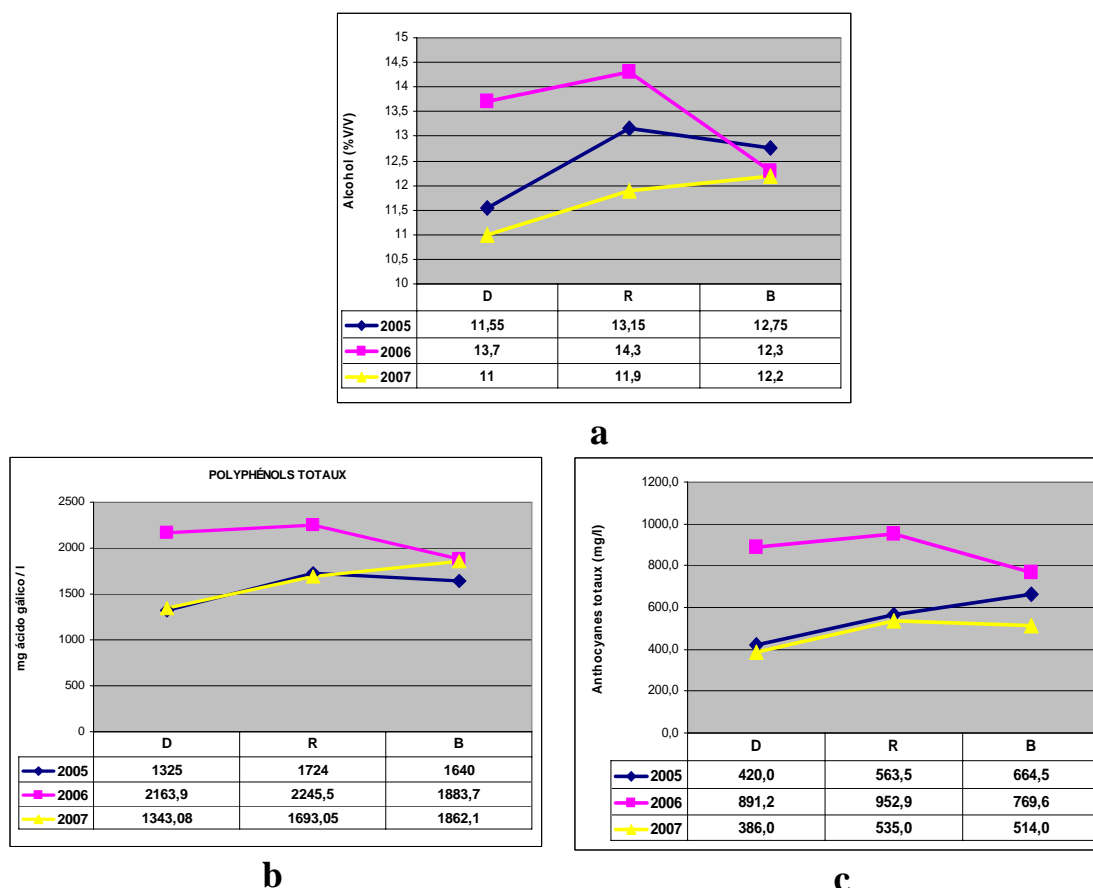 15
14,5
14
13,5
13
12,5
12
11,5
11
10,5
10
Alcohol (%V/V)
D R B
2005 11,55 13,15 12,75
2006 13,7 14,3 12,3
2007 11 11,9 12,2
a
POLYPHÉNOLS TOTAUX
2500
2000
1500
1000
500
0
mg ácido gálico / l
D R B
2005 1325 1724 1640
2006 2163,9 2245,5 1883,7
2007 1343,08 1693,05 1862,1
b
1200,0
1000,0
800,0
600,0
400,0
200,0
0,0
Anthocyanes totaux (mg/l)
D R B
2005 420,0 563,5 664,5
2006 891,2 952,9 769,6
2007 386,0 535,0 514,0
c